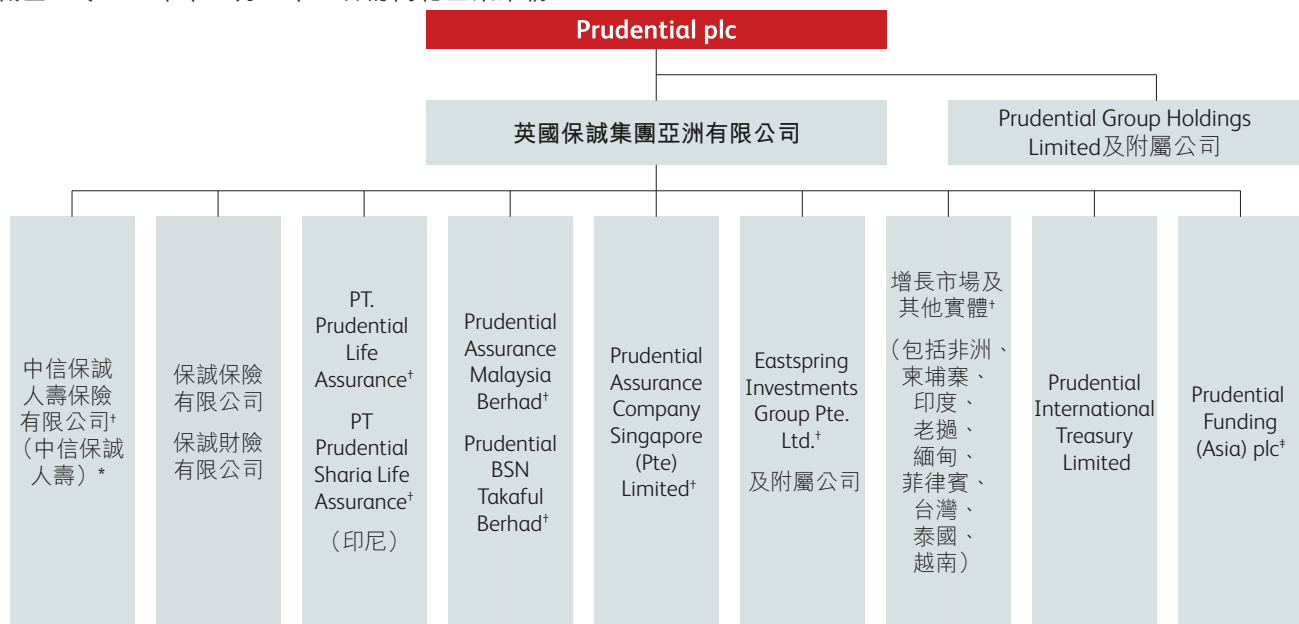 Prudential plc
英國保誠集團亞洲有限公司
Prudential Group Holdings
Limited及附屬公司
中信保誠
人壽保險
有限公司†
（中信保誠
人壽）*
保誠保險
有限公司
保誠財險
有限公司
PT.
Prudential
Life
Assurance†
PT
Prudential
Sharia Life
Assurance†
（印尼）
Prudential
Assurance
Malaysia
Berhad†
Prudential
BSN
Takaful
Berhad†
Prudential
Assurance
Company
Singapore
(Pte)
Limited†
Eastspring
Investments
Group Pte.
Ltd.†
及附屬公司
增長市場及
其他實體†
（包括非洲、
柬埔寨、
印度、
老撾、
緬甸、
菲律賓、
台灣、
泰國、
越南）
Prudential
International
Treasury
Limited
Prudential
Funding
(Asia) plc‡